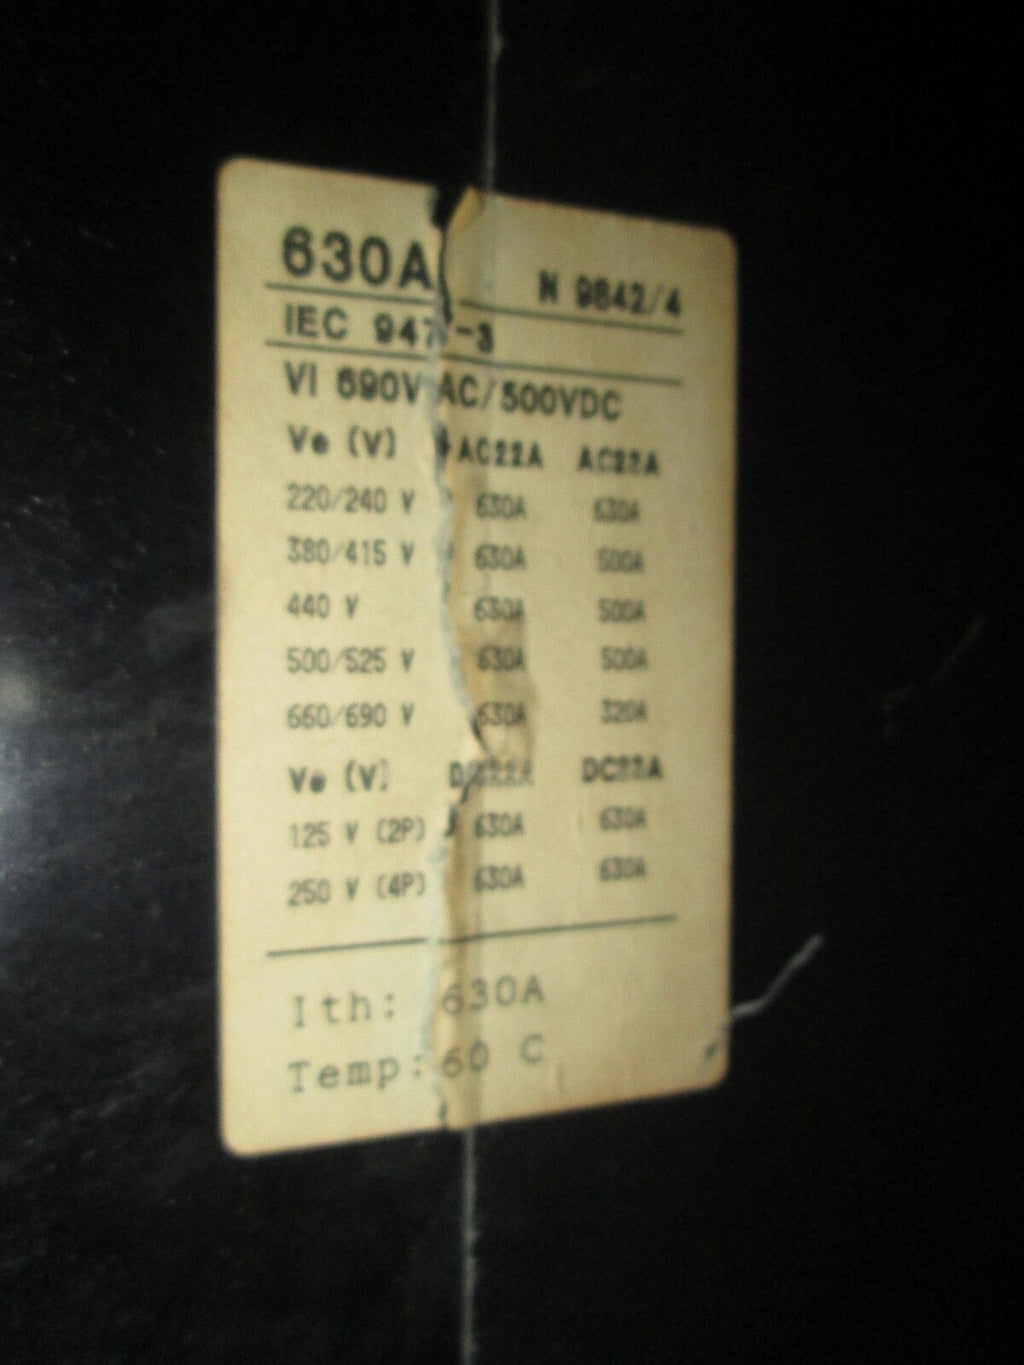 630A N 9842/4
IEC 947-3
VI 690V AC/500VDC
Ve (V) AC22A AC23A
220/240 V 630A 630A
380/415 V 630A 500A
440 V 630A 500A
500/525 V 630A 500A
660/690 V 630A 320A
Ve (V) DC22A DC23A
125 V (2P) 630A 630A
250 V (4P) 630A 630A
Ith: 630A
Temp: 60 C